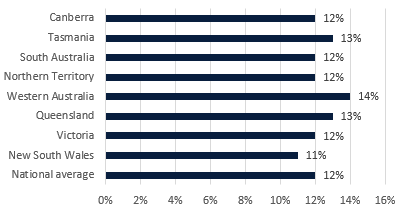 Canberra 12%
Tasmania 13%
South Australia 12%
Northern Territory 12%
Western Australia 14%
Queensland 13%
Victoria 12%
New South Wales 11%
National average 12%
0% 2% 4% 6% 8% 10% 12% 14% 16%